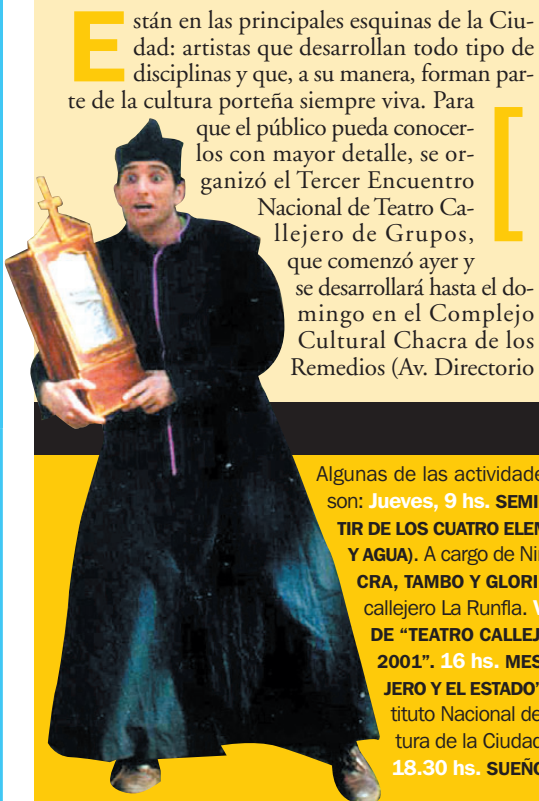 Están en las principales esquinas de la Ciu-
dad: artistas que desarrollan todo tipo de
disciplinas y que, a su manera, forman par-
te de la cultura porteña siempre viva. Para
que el público pueda conocer-
los con mayor detalle, se or-
ganizó el Tercer Encuentro
Nacional de Teatro Ca-
llejero de Grupos,
que comenzó ayer y
se desarrollará hasta el do-
mingo en el Complejo
Cultural Chacra de los
Remedios (Av. Directorio
[
Algunas de las actividade
son: Jueves, 9 hs. SEMI
TIR DE LOS CUATRO ELEM
Y AGUA). A cargo de Ni
CRA, TAMBO Y GLORI
callejero La Runfla. V
DE “TEATRO CALLEJ
2001”. 16 hs. MES
JERO Y EL ESTADO”
tituto Nacional de
tura de la Ciudad
18.30 hs. SUEÑO